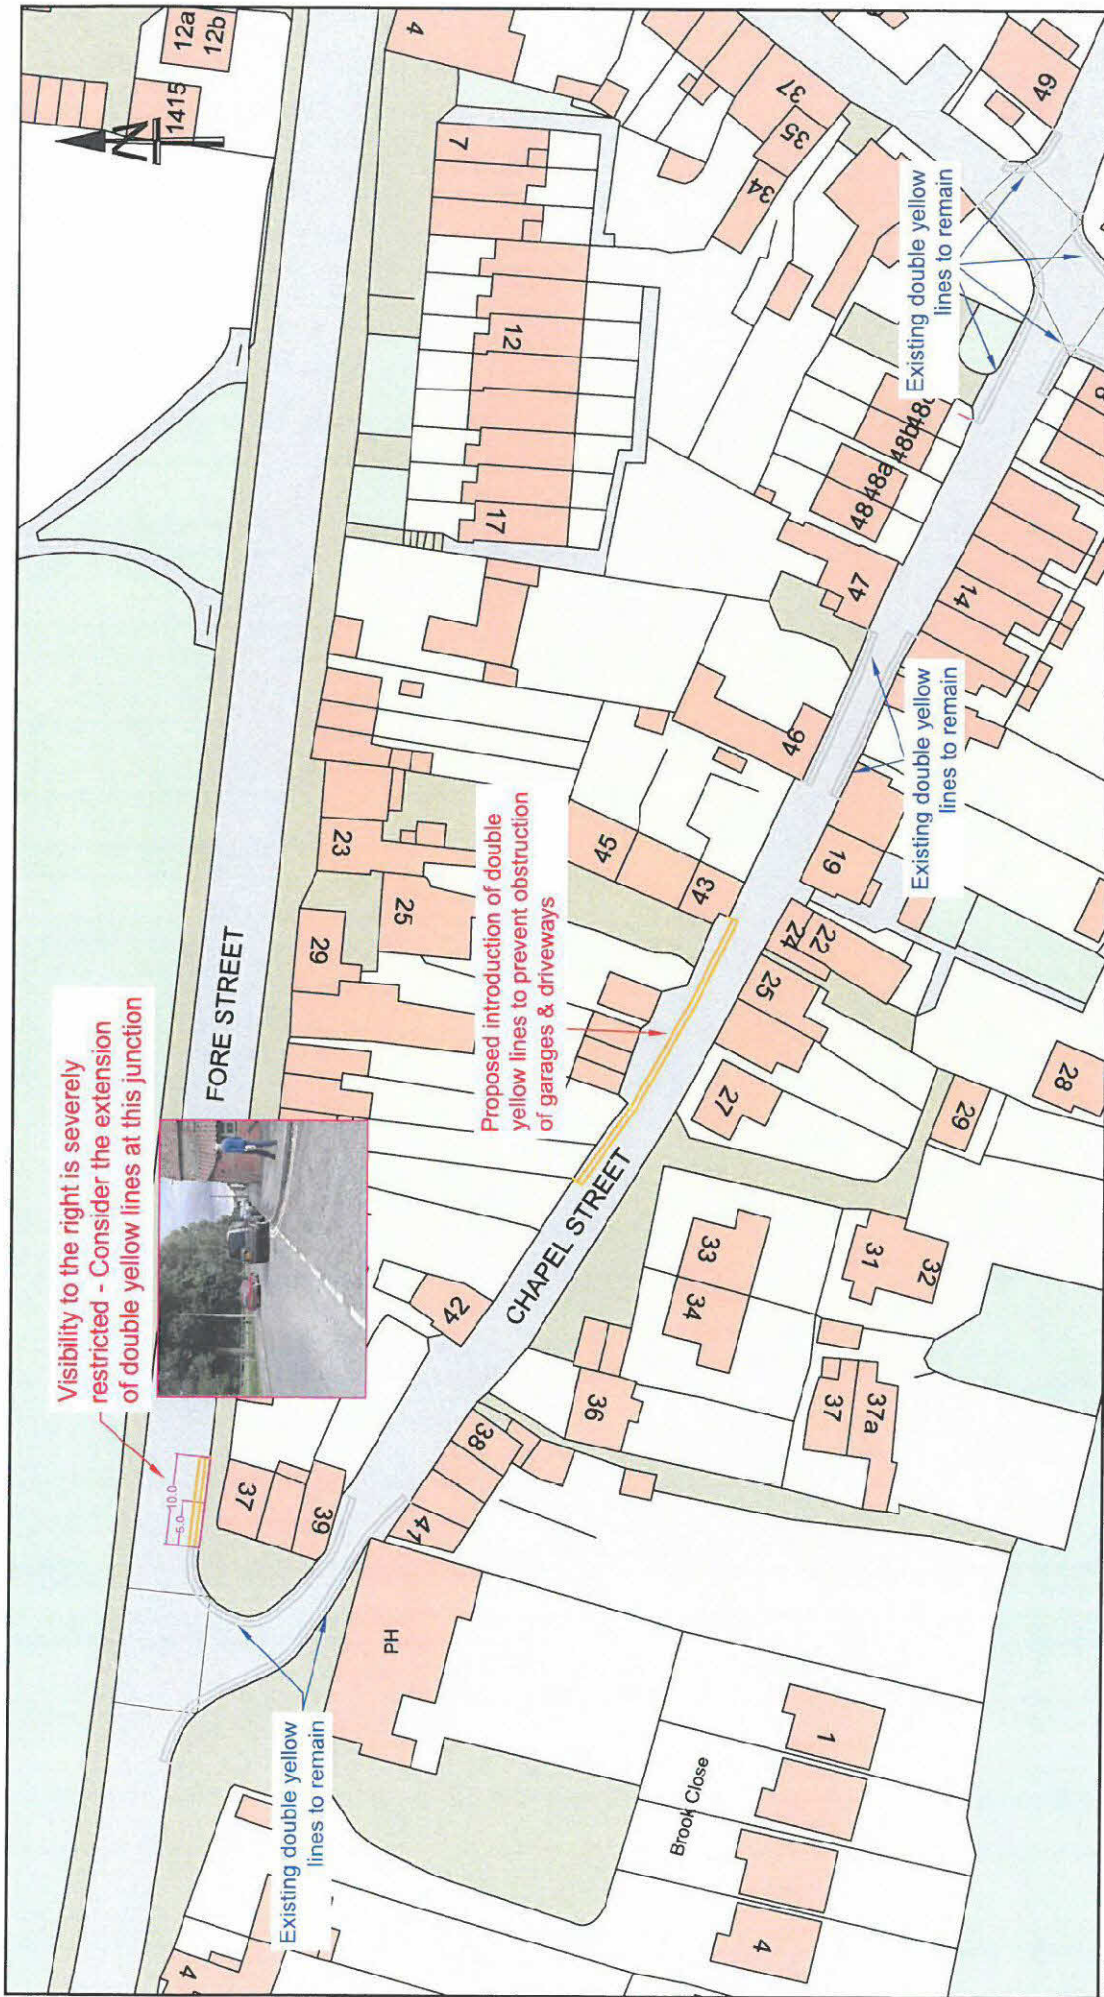 Visibility to the right is severely
restricted - Consider the extension
of double yellow lines at this junction
FORE STREET
CHAPEL STREET
Proposed introduction of double
yellow lines to prevent obstruction
of garages & driveways
Existing double yellow
lines to remain
Existing double yellow
lines to remain
Existing double yellow
lines to remain
Brook Close
PH
N
5.0
10.0
12a
12b
1415
4
7
12
17
23
25
29
37
39
42
45
43
46
47
48
48a
48b
48c
34
35
37
49
14
19
22
24
25
27
28
29
31
32
33
34
36
37
37a
38
41
1
4
4